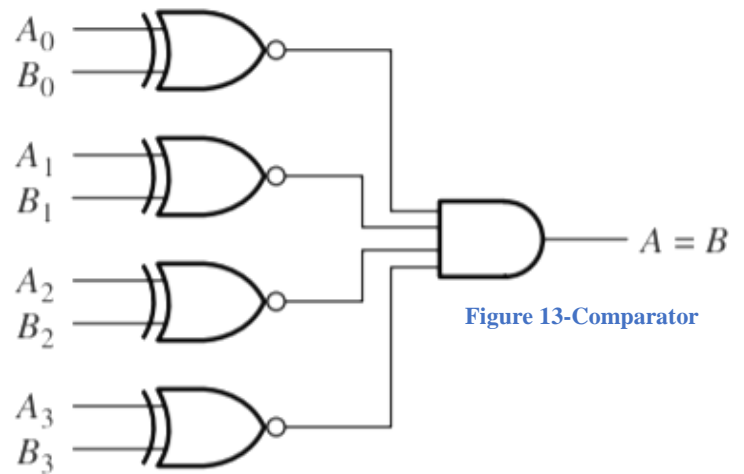 A0
B0
A1
B1
A2
B2
A3
B3
A = B
Figure 13-Comparator